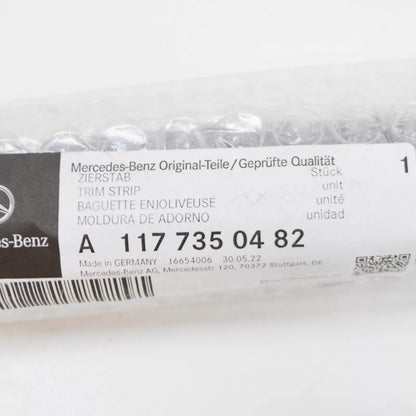 Mercedes-Benz Original-Teile/Geprüfte Qualität
ZIERSTAB Stück 1
TRIM STRIP unit
BAGUETTE ENJOLIVEUSE unité
MOLDURA DE ADORNO unidad
es-Benz
A 117 735 04 82
Made in GERMANY 16654006 30.05.22
Mercedes-Benz AG, Mercedesstr. 120, 70372 Stuttgart, DE